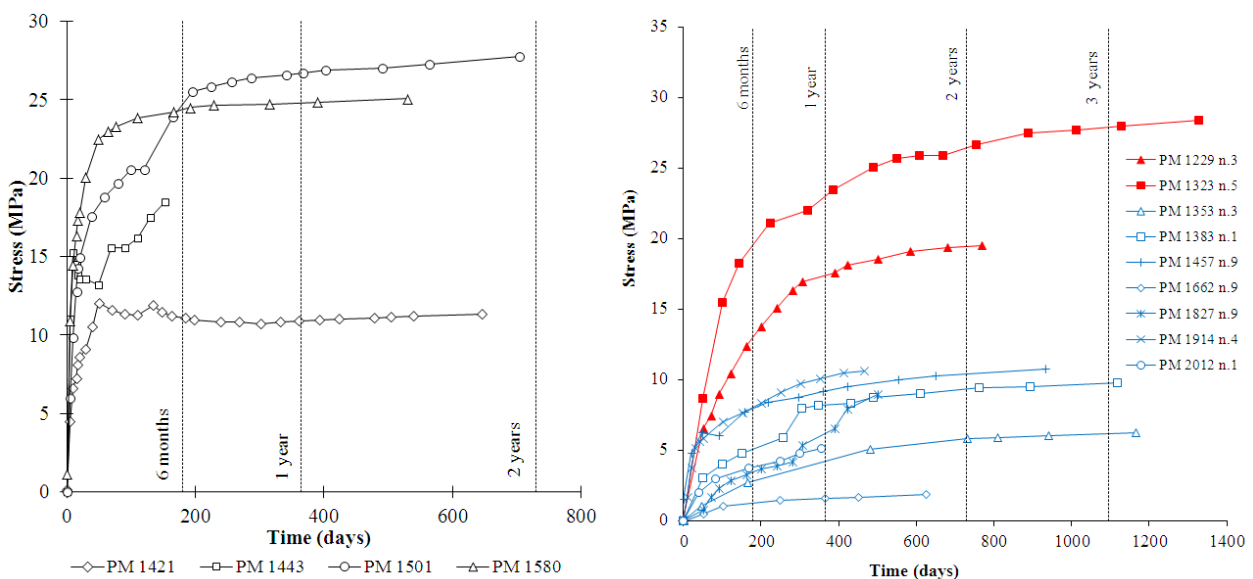 30
25
20
15
10
5
0
Stress (MPa)
6 months
1 year
2 years
0 200 400 600 800
Time (days)
PM 1421 PM 1443 PM 1501 PM 1580
35
30
25
20
15
10
5
0
Stress (MPa)
6 months
1 year
2 years
3 years
PM 1229 n.3
PM 1323 n.5
PM 1353 n.3
PM 1383 n.1
PM 1457 n.9
PM 1662 n.9
PM 1827 n.9
PM 1914 n.4
PM 2012 n.1
0 200 400 600 800 1000 1200 1400
Time (days)